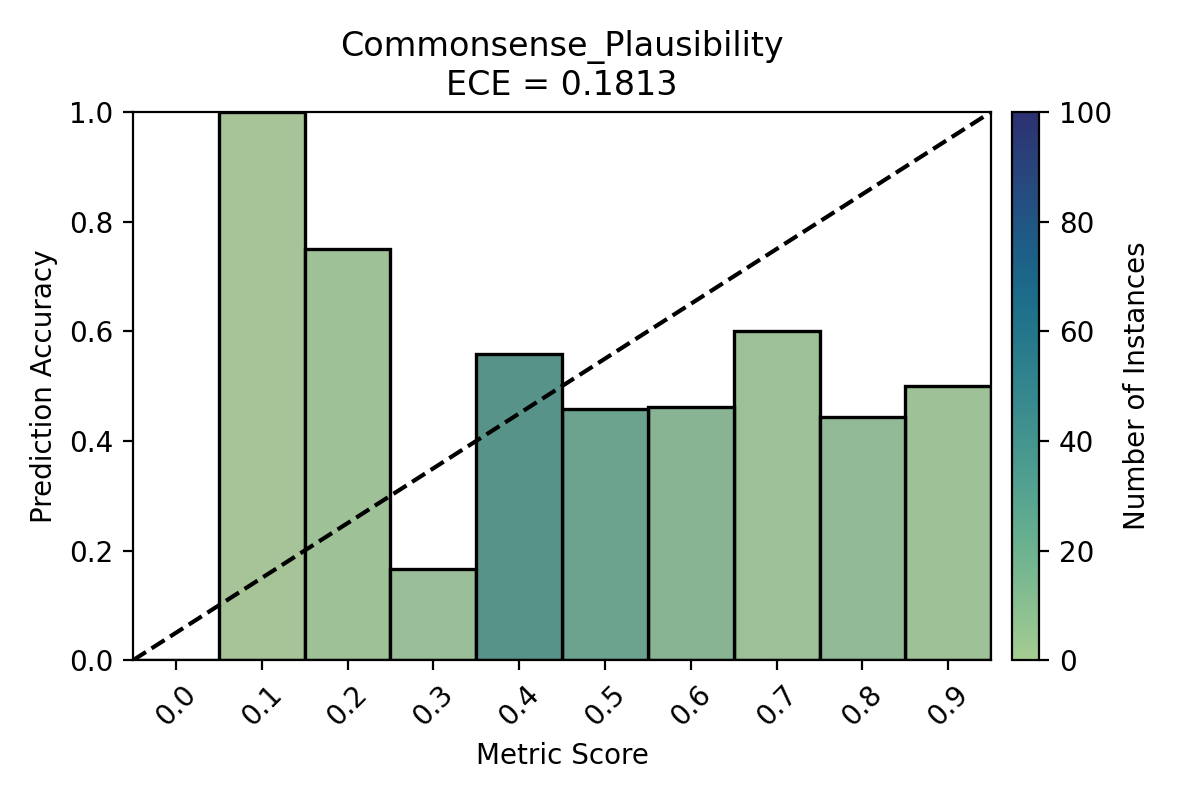 Commonsense_Plausibility
ECE = 0.1813
1.0
0.8
0.6
0.4
0.2
0.0
Prediction Accuracy
0.0 0.1 0.2 0.3 0.4 0.5 0.6 0.7 0.8 0.9
Metric Score
100
80
60
40
20
0
Number of Instances